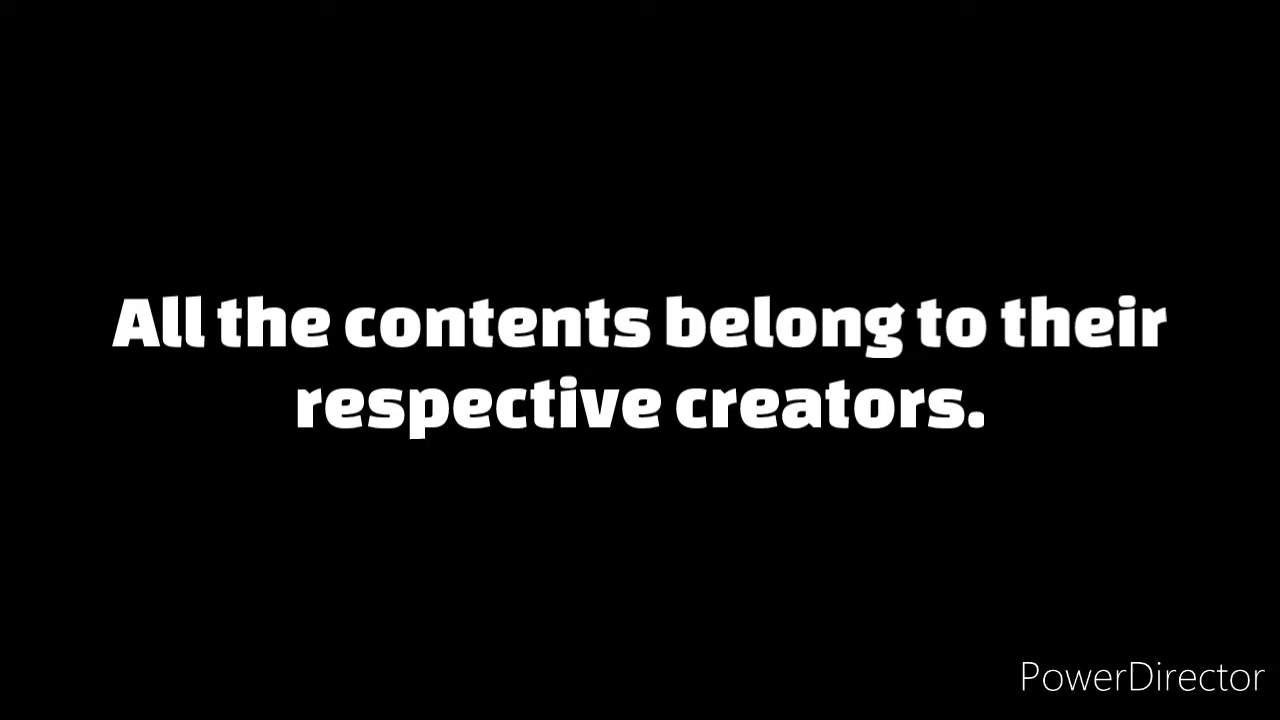 All the contents belong to their
respective creators.
PowerDirector